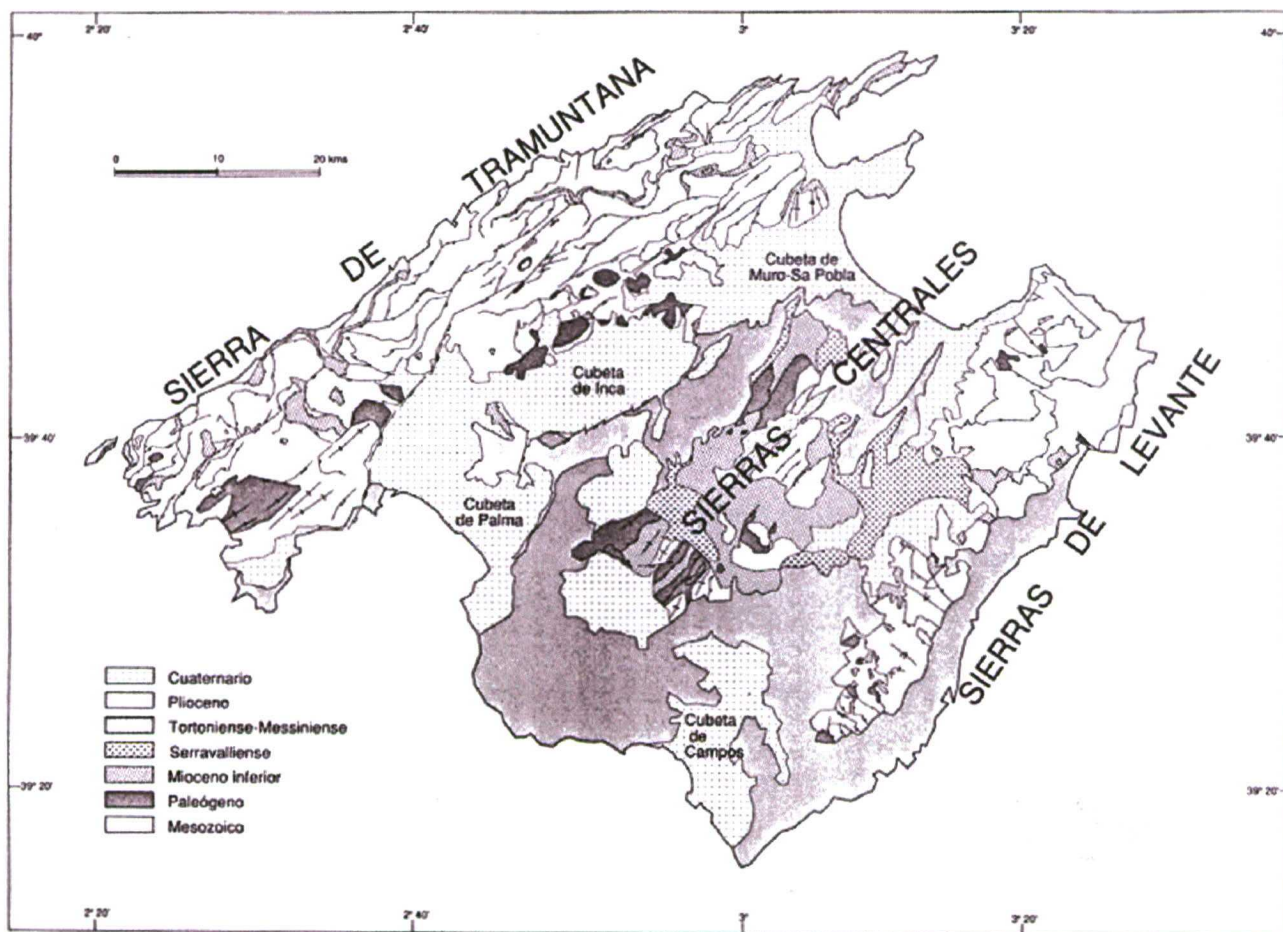 2° 20'
2° 40'
3°
3° 20'
40°
40°
SIERRA DE TRAMUNTANA
0 10 20 kms
Cubeta de
Muro-Sa Pobla
SIERRAS CENTRALES
Cubeta
de Inca
39° 40'
39° 40'
Cubeta
de Palma
SIERRAS DE LEVANTE
Cuaternario
Plioceno
Tortoniense-Messiniense
Serravalliense
Mioceno inferior
Paleógeno
Mesozoico
Cubeta
de
Campos
39° 20'
39° 20'
2° 20'
2° 40'
3°
3° 20'